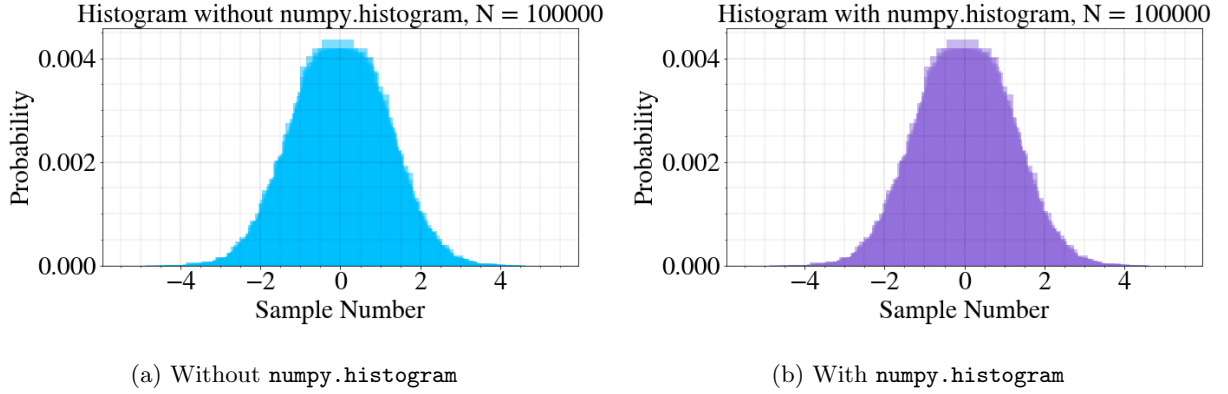 Histogram without numpy.histogram, N = 100000
Probability
0.004
0.002
0.000
−4 −2 0 2 4
Sample Number
(a) Without numpy.histogram
Histogram with numpy.histogram, N = 100000
Probability
0.004
0.002
0.000
−4 −2 0 2 4
Sample Number
(b) With numpy.histogram